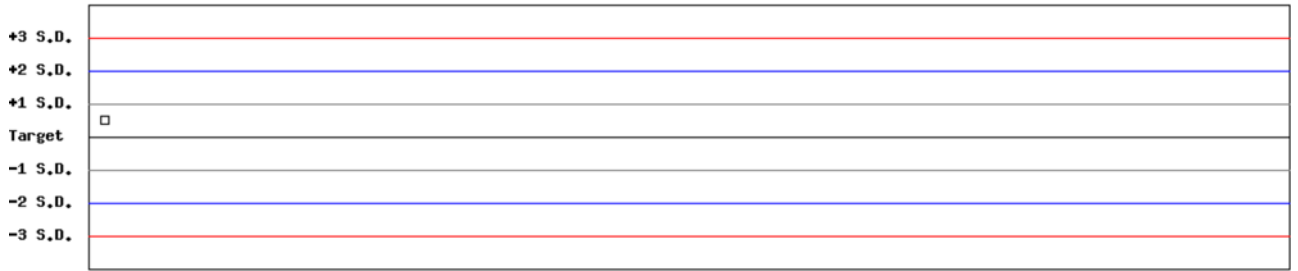 +3 S.D.
+2 S.D.
+1 S.D.
Target
-1 S.D.
-2 S.D.
-3 S.D.